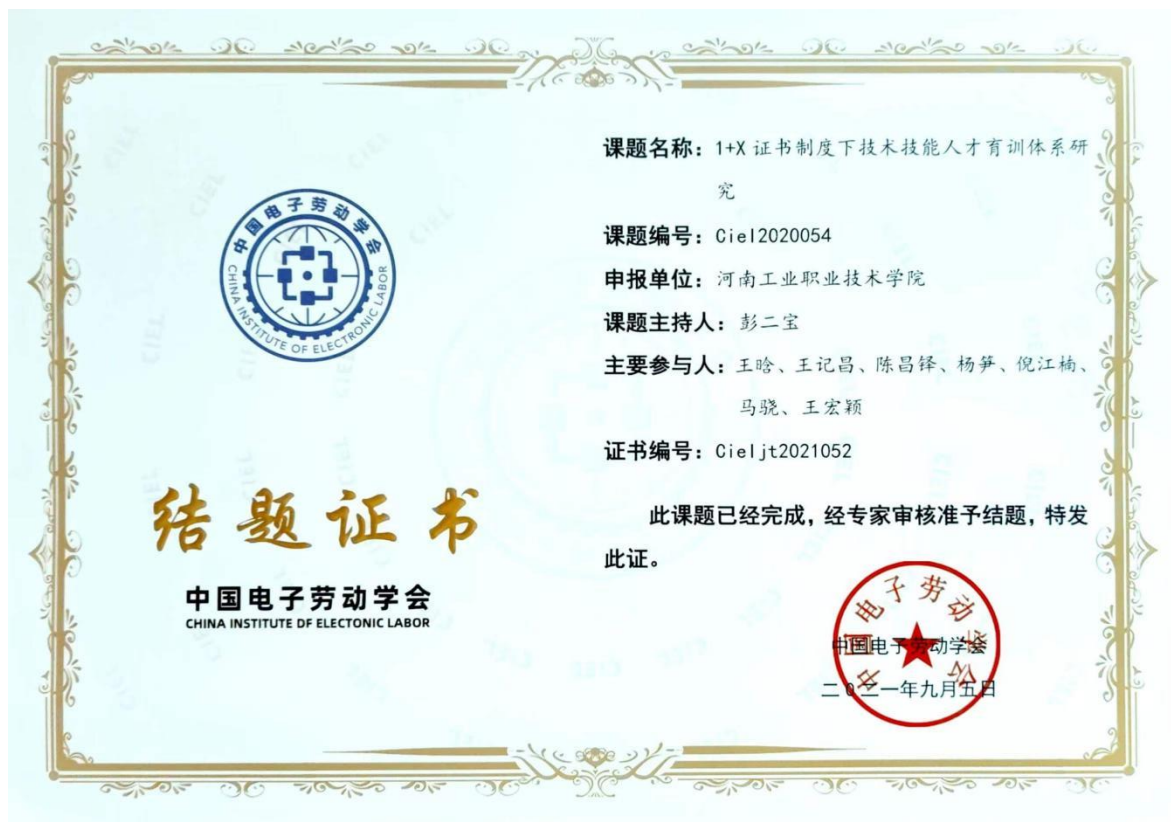 中国电子劳动学会
CHINA INSTITUTE OF ELECTRONIC LABOR
结题证书
中国电子劳动学会
CHINA INSTITUTE DF ELECTONIC LABOR
课题名称：1+X 证书制度下技术技能人才育训体系研
究
课题编号：Ciel2020054
申报单位：河南工业职业技术学院
课题主持人：彭二宝
主要参与人：王晗、王记昌、陈昌铎、杨笋、倪江楠、
马骁、王宏颖
证书编号：Cieljt2021052
此课题已经完成，经专家审核准予结题，特发
此证。
中国电子劳动学会
中国电子劳动学会
二０二一年九月五日